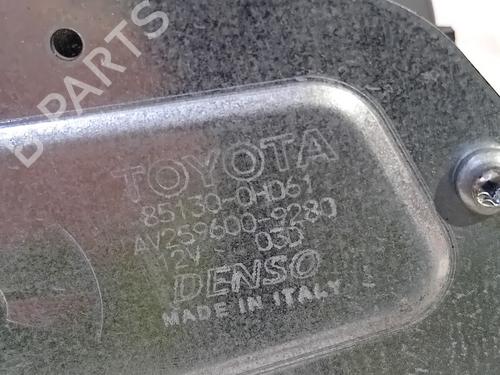 B PARTS
TOYOTA
85130-0H061
AV259600-9280
12V 03D
DENSO
MADE IN ITALY